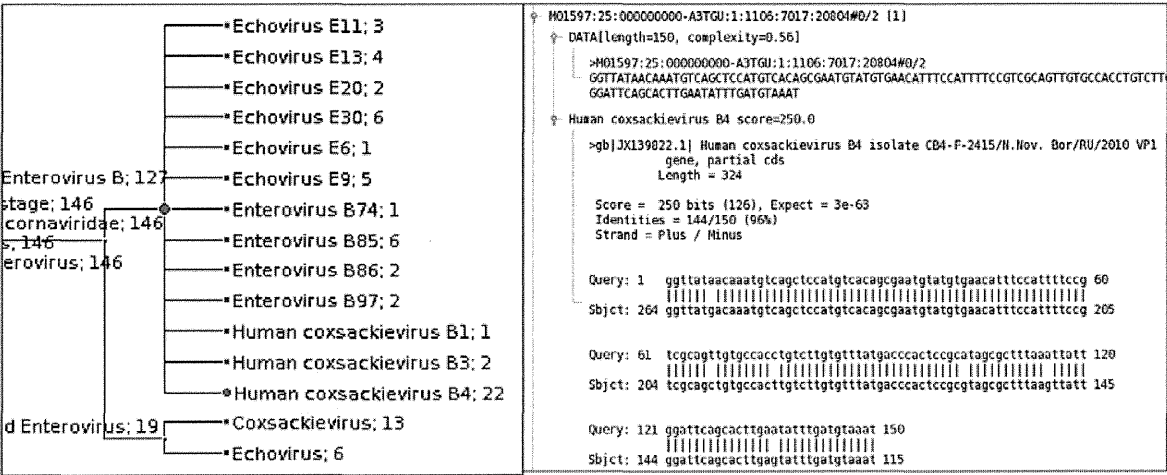 Echovirus E11; 3
Echovirus E13; 4
Echovirus E20; 2
Echovirus E30; 6
Echovirus E6; 1
Enterovirus B; 127
Echovirus E9; 5
stage; 146
Enterovirus B74; 1
cornaviridae; 146
s; 146
Enterovirus B85; 6
erovirus; 146
Enterovirus B86; 2
Enterovirus B97; 2
Human coxsackievirus B1; 1
Human coxsackievirus B3; 2
Human coxsackievirus B4; 22
d Enterovirus; 19
Coxsackievirus; 13
Echovirus; 6
M01597:25:000000000-A3TGU:1:1106:7017:20804#0/2 [1]
DATA[length=150, complexity=0.56]
>M01597:25:000000000-A3TGU:1:1106:7017:20804#0/2
GGTTATAACAAATGTCAGCTCCATGTCACAGCGAATGTATGTGAACATTTCCATTTTCCGTCGCAGTTGTGCCACCTGTCTT
GGATTCAGCACTTGAATATTTGATGTAAAT
Human coxsackievirus B4 score=250.0
>gb|JX139822.1| Human coxsackievirus B4 isolate CB4-F-2415/N.Nov. Bor/RU/2010 VP1
gene, partial cds
Length = 324
Score = 250 bits (126), Expect = 3e-63
Identities = 144/150 (96%)
Strand = Plus / Minus
Query: 1 ggttataacaaatgtcagctccatgtcacagcgaatgtatgtgaacatttccattttccg 60
Sbjct: 264 ggttatgacaaatgtcagctccatgtcacagcgaatgtatgtgaacatttccattttccg 205
Query: 61 tcgcagttgtgccacctgtcttgtgtttatgacccactccgcatagcgctttaaattatt 120
Sbjct: 204 tcgcagctgtgccacttgtcttgtgtttatgacccactccgcgtagcgctttaagttatt 145
Query: 121 ggattcagcacttgaatatttgatgtaaat 150
Sbjct: 144 ggattcagcacttgagtatttgatgtaaat 115